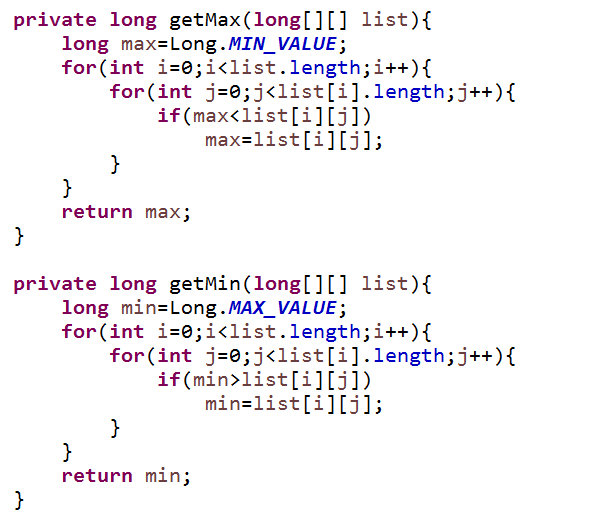 private long getMax(long[][] list){
    long max=Long.MIN_VALUE;
    for(int i=0;i<list.length;i++){
        for(int j=0;j<list[i].length;j++){
            if(max<list[i][j])
                max=list[i][j];
        }
    }
    return max;
}

private long getMin(long[][] list){
    long min=Long.MAX_VALUE;
    for(int i=0;i<list.length;i++){
        for(int j=0;j<list[i].length;j++){
            if(min>list[i][j])
                min=list[i][j];
        }
    }
    return min;
}